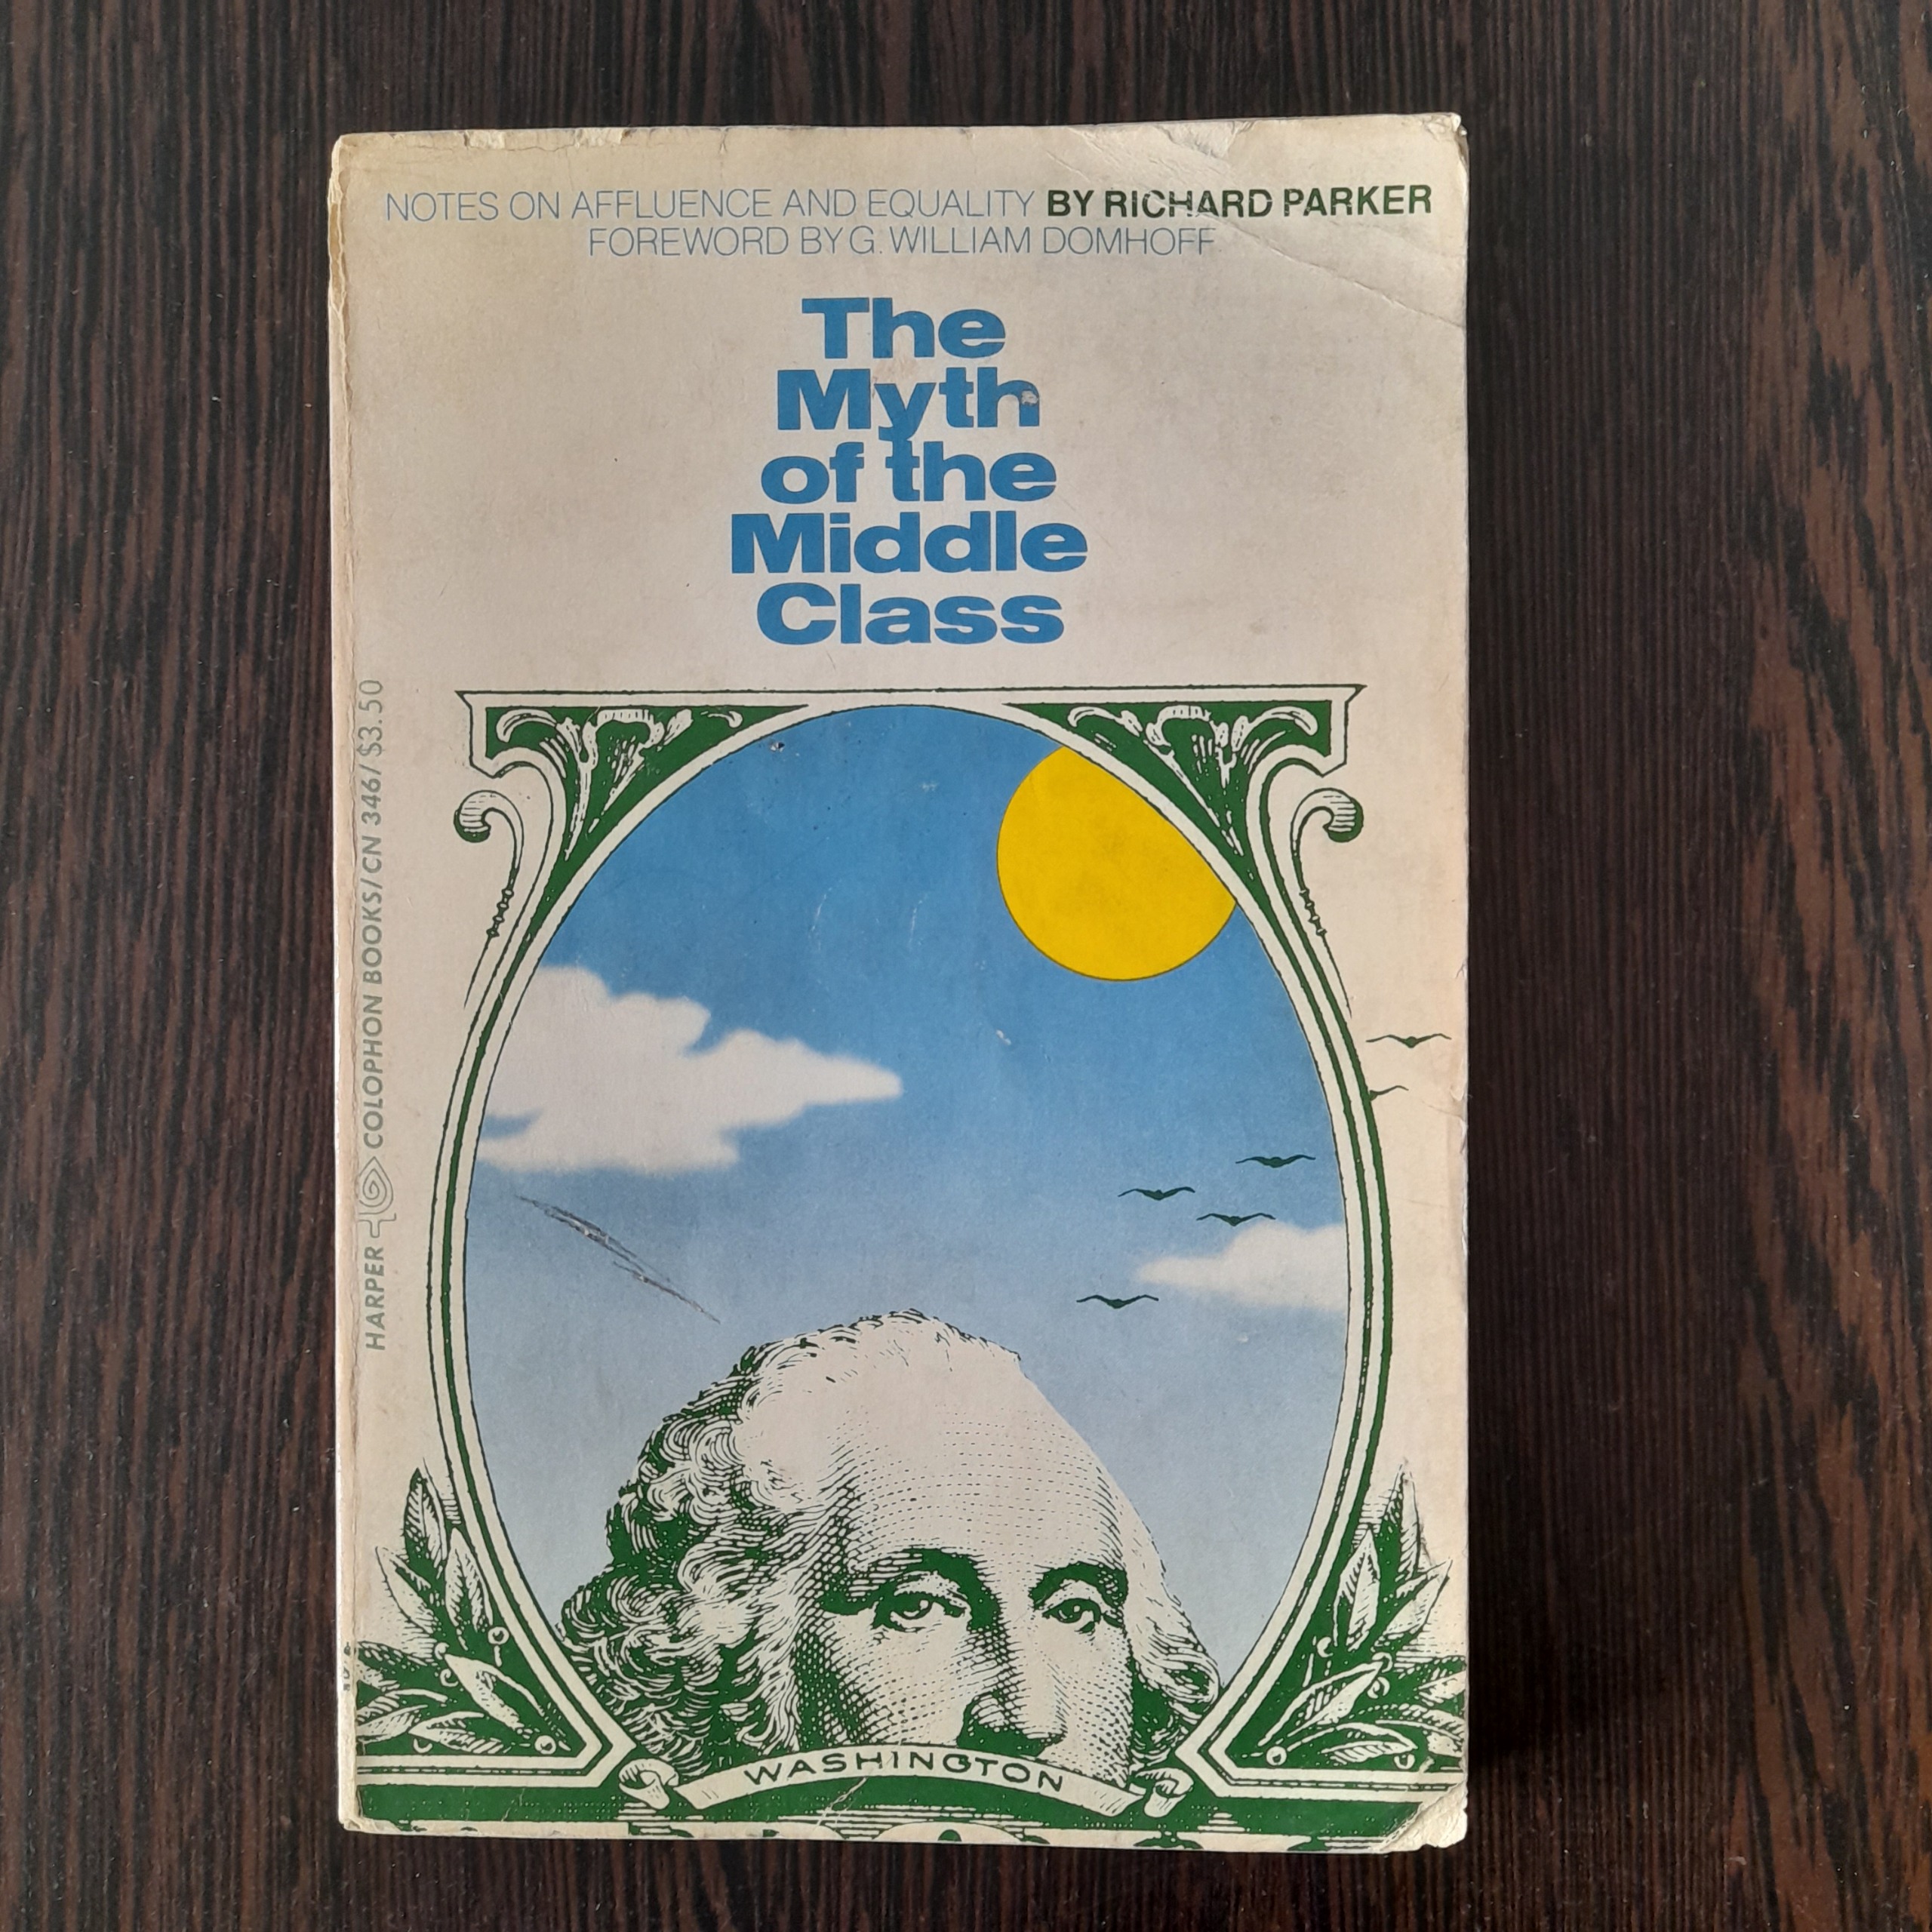 NOTES ON AFFLUENCE AND EQUALITY BY RICHARD PARKER
FOREWORD BY G. WILLIAM DOMHOFF
The
Myth
of the
Middle
Class
HARPER COLOPHON BOOKS/CN 346/$3.50
WASHINGTON